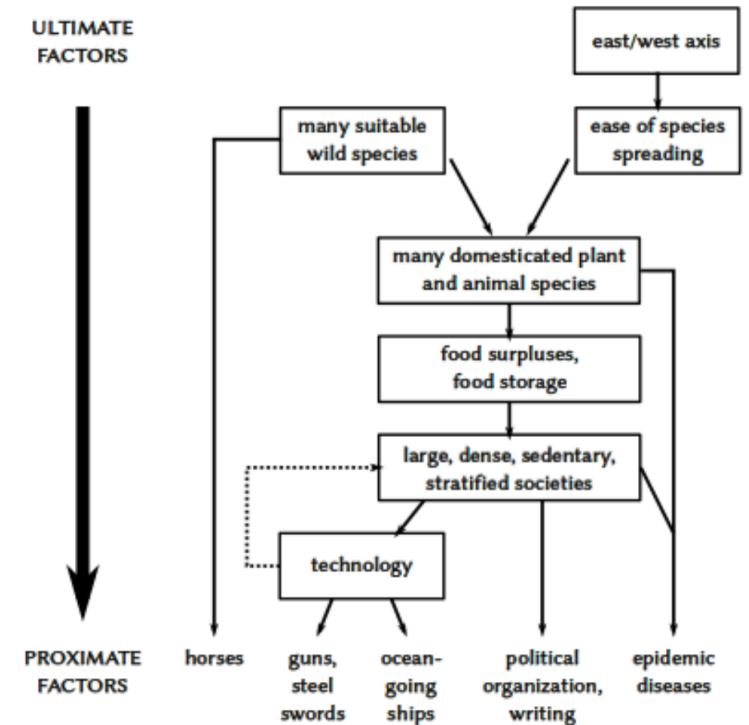 ULTIMATE
FACTORS
east/west axis
many suitable
wild species
ease of species
spreading
many domesticated plant
and animal species
food surpluses,
food storage
large, dense, sedentary,
stratified societies
technology
PROXIMATE
FACTORS
horses
guns,
steel
swords
ocean-
going
ships
political
organization,
writing
epidemic
diseases